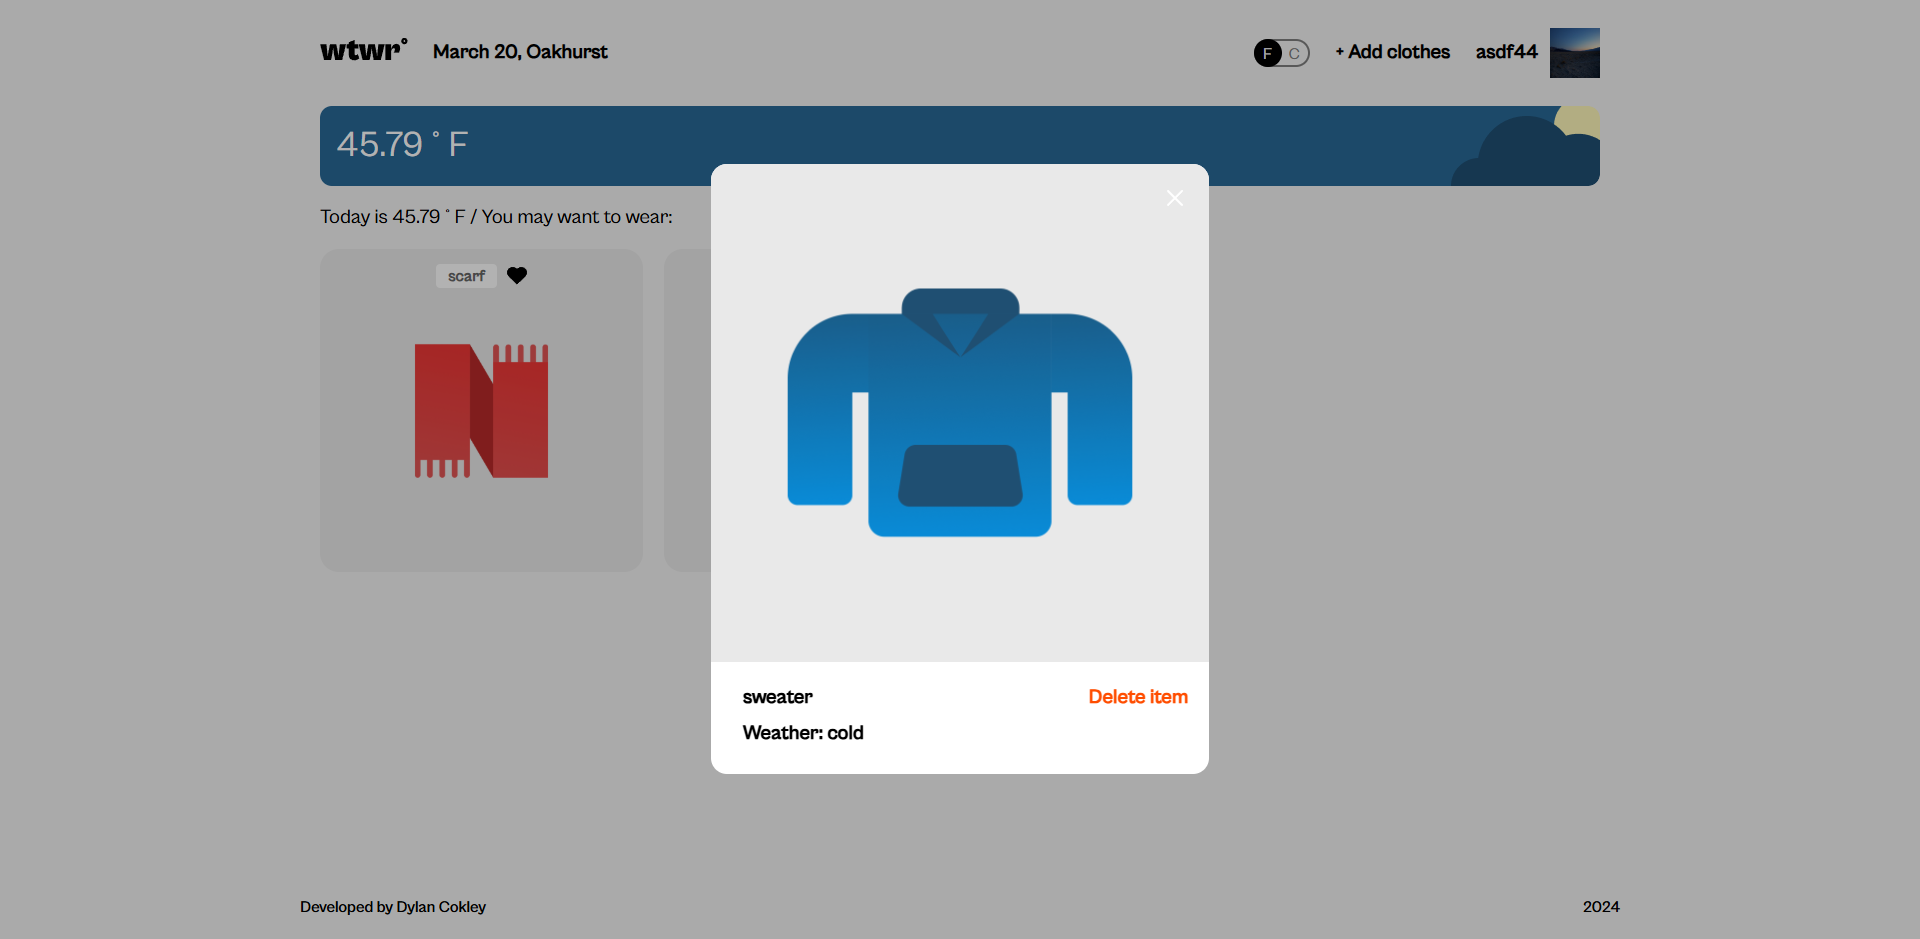 wtwr°
March 20, Oakhurst
F C
+ Add clothes
asdf44
45.79 ° F
Today is 45.79 ° F / You may want to wear:
scarf
sweater
Delete item
Weather: cold
Developed by Dylan Cokley
2024